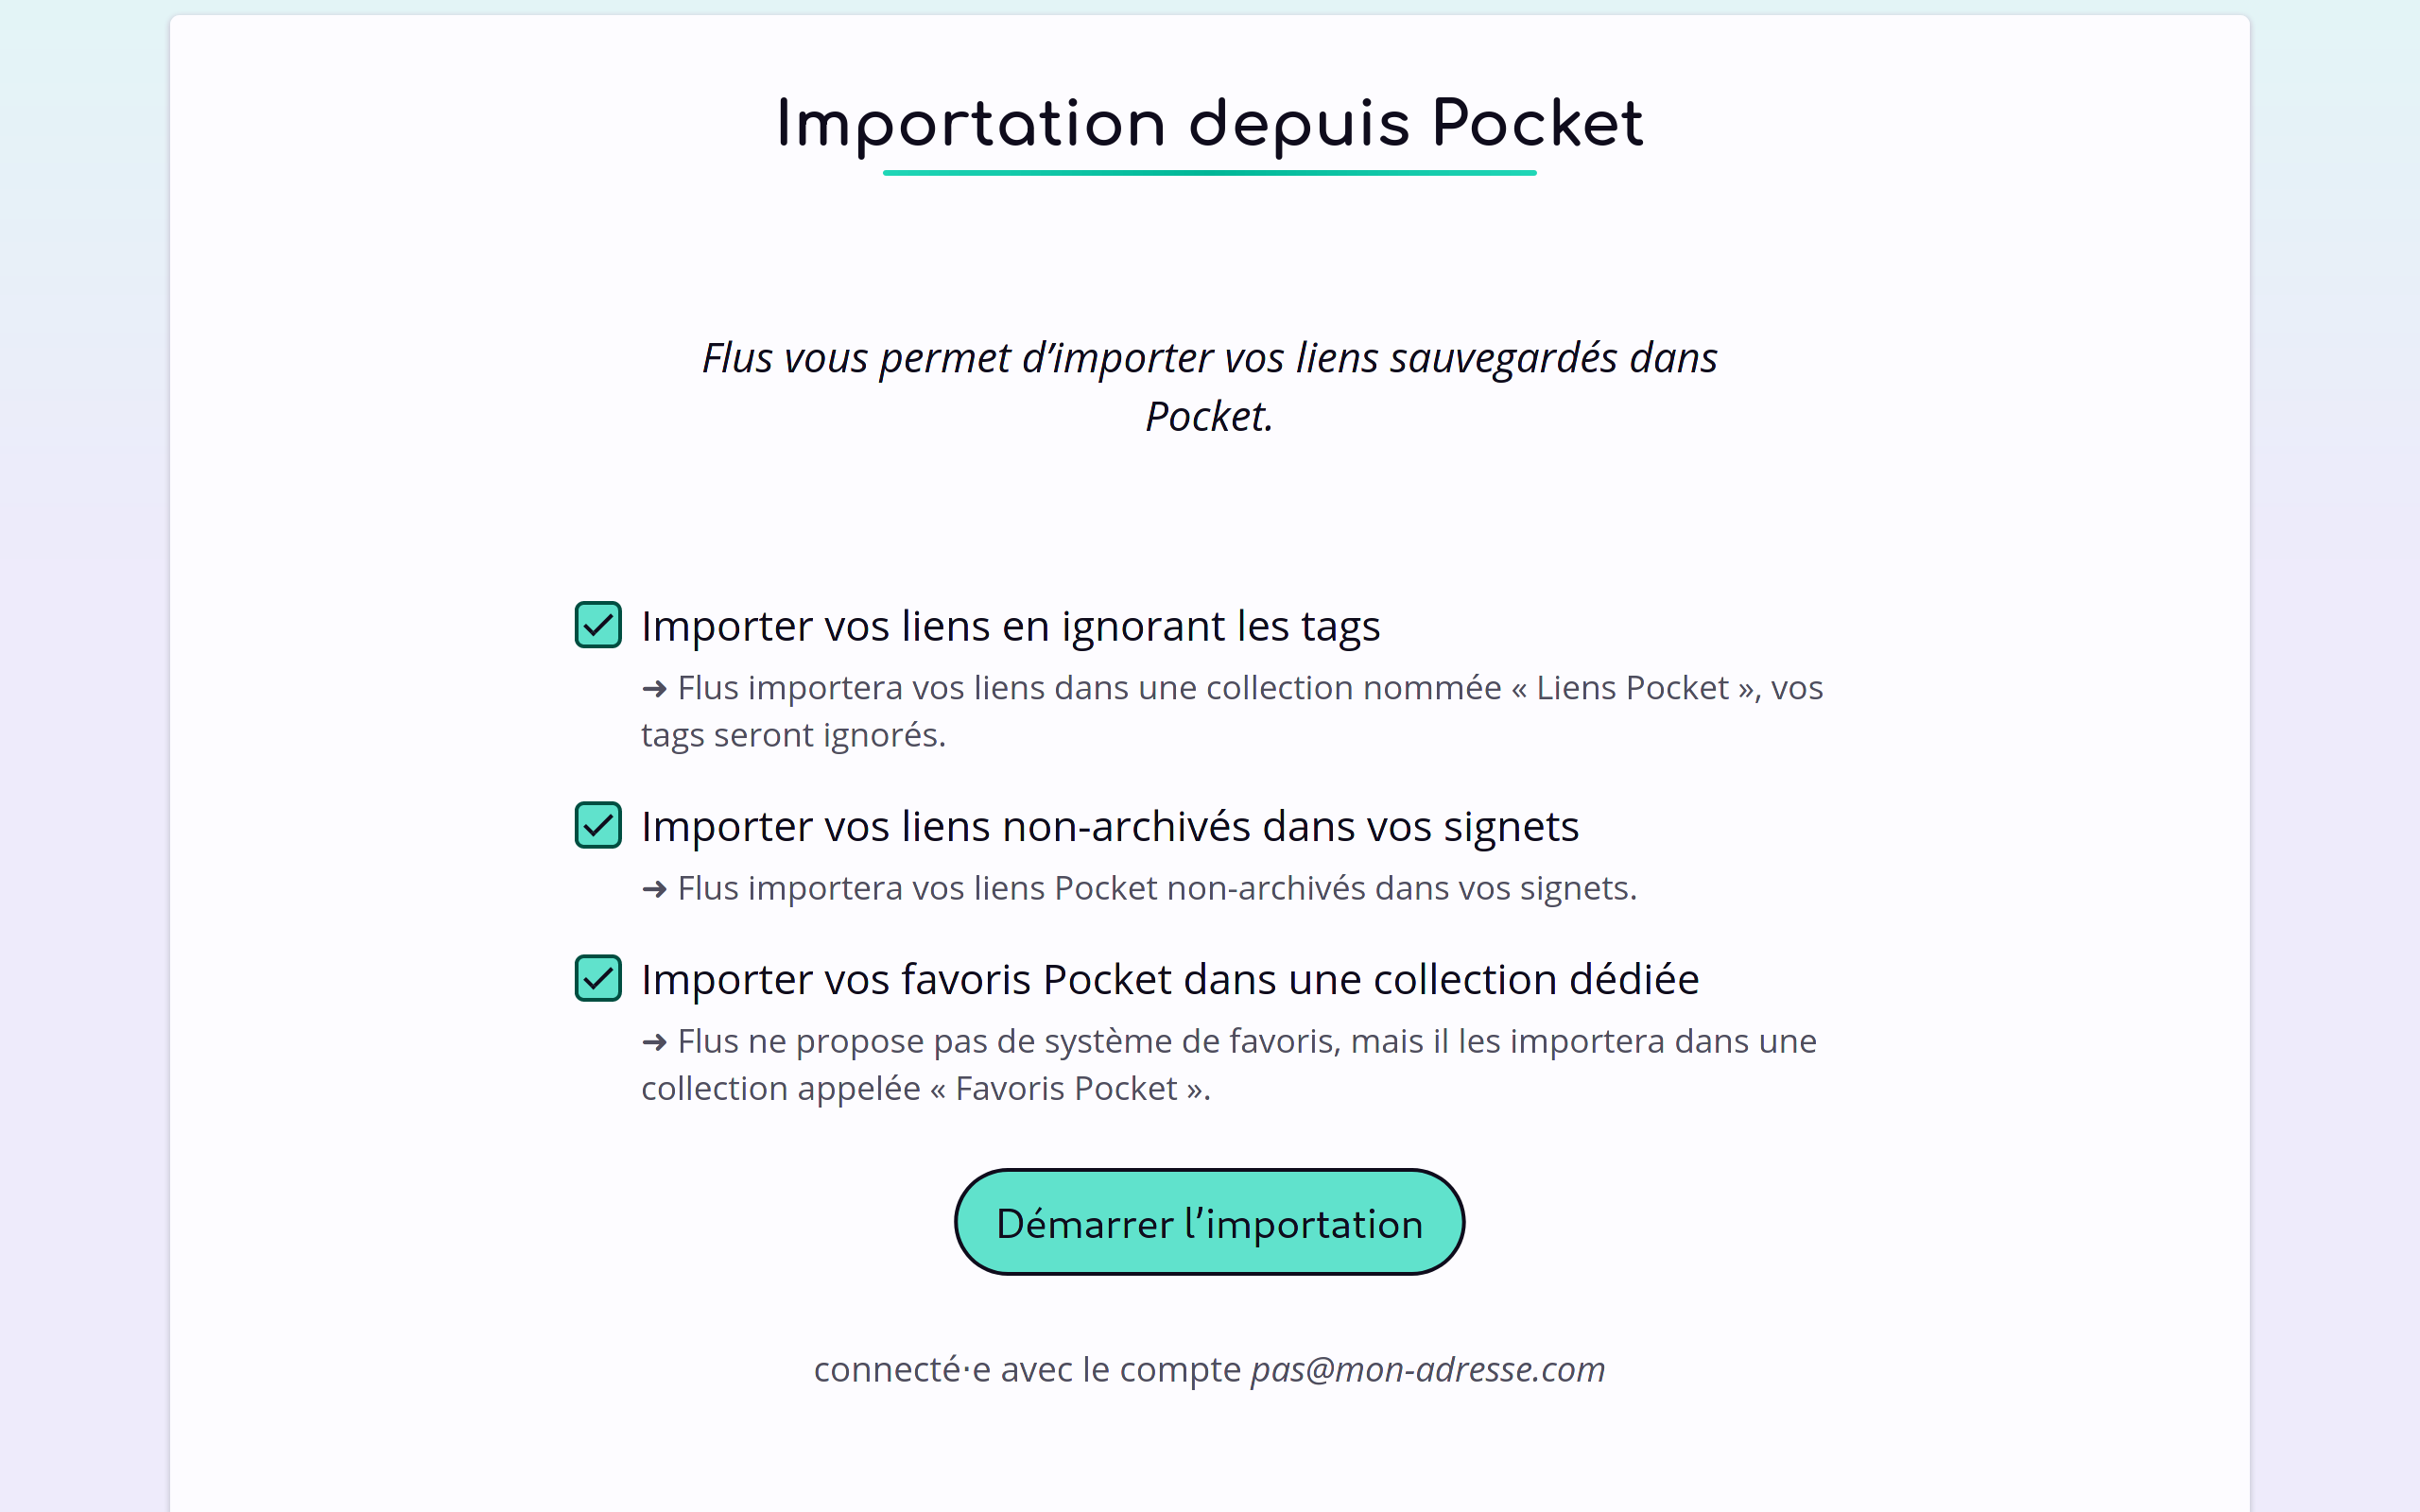 Importation depuis Pocket
Flus vous permet d’importer vos liens sauvegardés dans
Pocket.
Importer vos liens en ignorant les tags
➜ Flus importera vos liens dans une collection nommée « Liens Pocket », vos
tags seront ignorés.
Importer vos liens non-archivés dans vos signets
➜ Flus importera vos liens Pocket non-archivés dans vos signets.
Importer vos favoris Pocket dans une collection dédiée
➜ Flus ne propose pas de système de favoris, mais il les importera dans une
collection appelée « Favoris Pocket ».
Démarrer l’importation
connecté·e avec le compte pas@mon-adresse.com